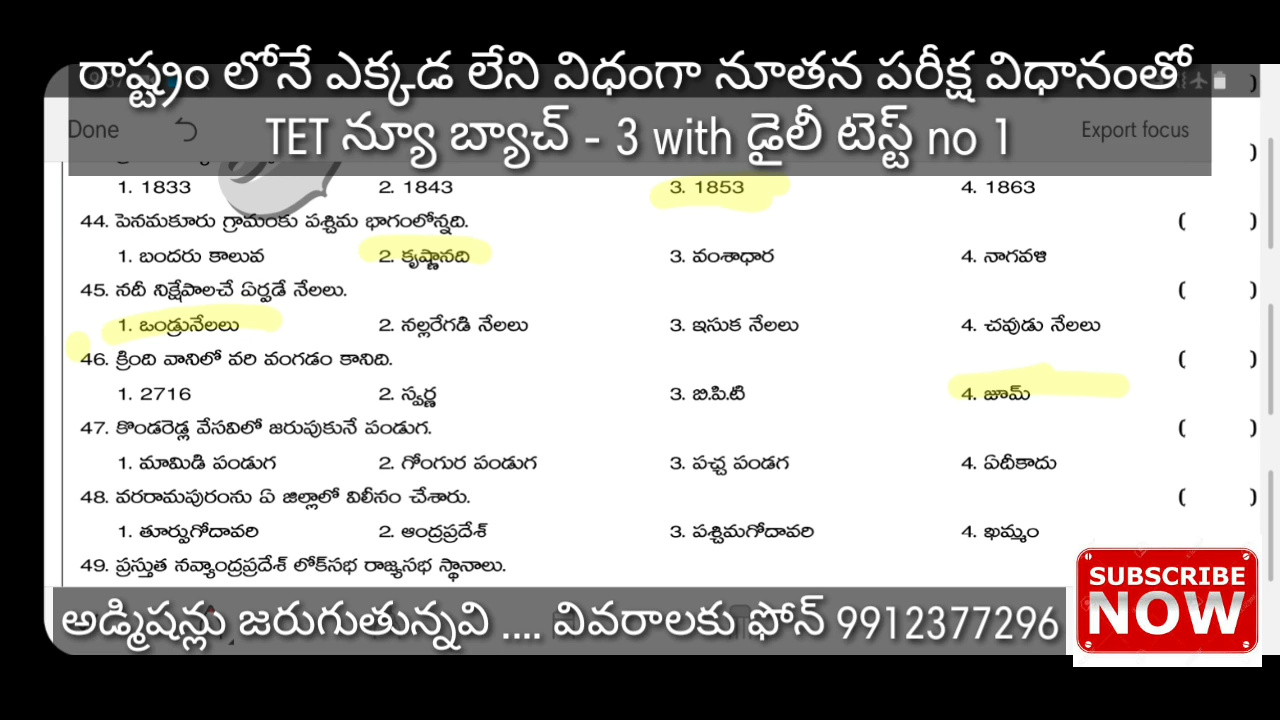 రాష్ట్రం లోనే ఎక్కడ లేని విధంగా నూతన పరీక్ష విధానంతో
TET న్యూ బ్యాచ్ - 3 with డైలీ టెస్ట్ no 1
Done Export focus )
)
1. 1833 2. 1843 3. 1853 4. 1863
44. పెనమకూరు గ్రామంకు పశ్చిమ భాగంలోన్నది. ( )
1. బందరు కాలువ 2. కృష్ణానది 3. వంశాధార 4. నాగవళి
45. నదీ నిక్షేపాలచే ఏర్పడే నేలలు. ( )
1. ఒండ్రునేలలు 2. నల్లరేగడి నేలలు 3. ఇసుక నేలలు 4. చవుడు నేలలు
46. క్రింది వానిలో వరి వంగడం కానిది. ( )
1. 2716 2. స్వర్ణ 3. బి.పి.టి 4. జూమ్
47. కొండరెడ్ల వేసవిలో జరుపుకునే పండుగ. ( )
1. మామిడి పండుగ 2. గోంగుర పండుగ 3. పచ్చ పండగ 4. ఏదీకాదు
48. వరరామపురంను ఏ జిల్లాలో విలీనం చేశారు. ( )
1. తూర్పుగోదావరి 2. ఆంద్రప్రదేశ్ 3. పశ్చిమగోదావరి 4. ఖమ్మం
49. ప్రస్తుత నవ్యాంద్రప్రదేశ్ లోక్‌సభ రాజ్యసభ స్థానాలు.
అడ్మిషన్లు జరుగుతున్నవి .... వివరాలకు ఫోన్ 9912377296
SUBSCRIBE
NOW